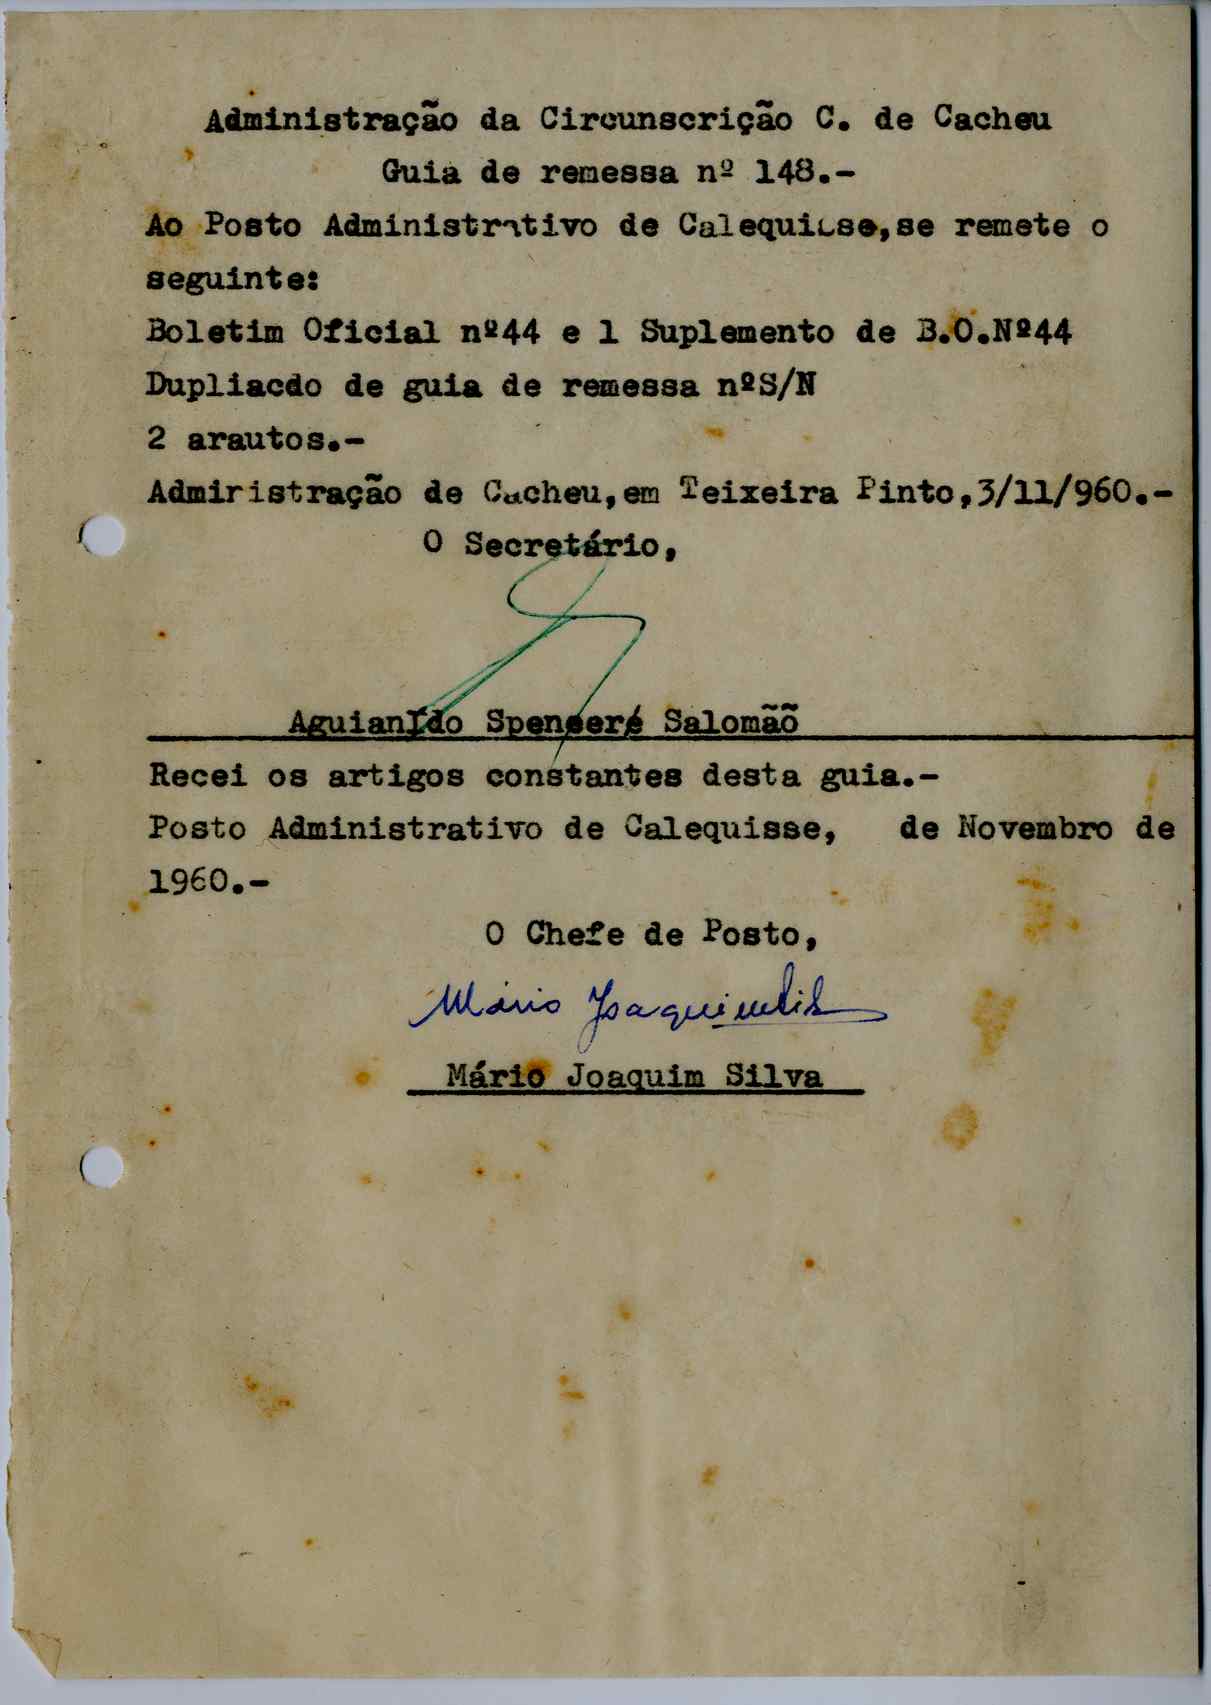 Administração da Circunscrição C. de Cacheu
Guia de remessa nº 148.-
Ao Posto Administrativo de Calequisse,se remete o
seguinte:
Boletim Oficial nº44 e 1 Suplemento de B.O.Nº44
Dupliacdo de guia de remessa nºS/N
2 arautos.-
Admiristração de Cacheu,em Teixeira Pinto,3/11/960.-
O Secretário,
Salomãõ
Recei os artigos constantes desta guia.-
Posto Administrativo de Calequisse, de Novembro de
1960.-
O Chefe de Posto,
Mário Joaquim Silva
Mário Joaquim Silva